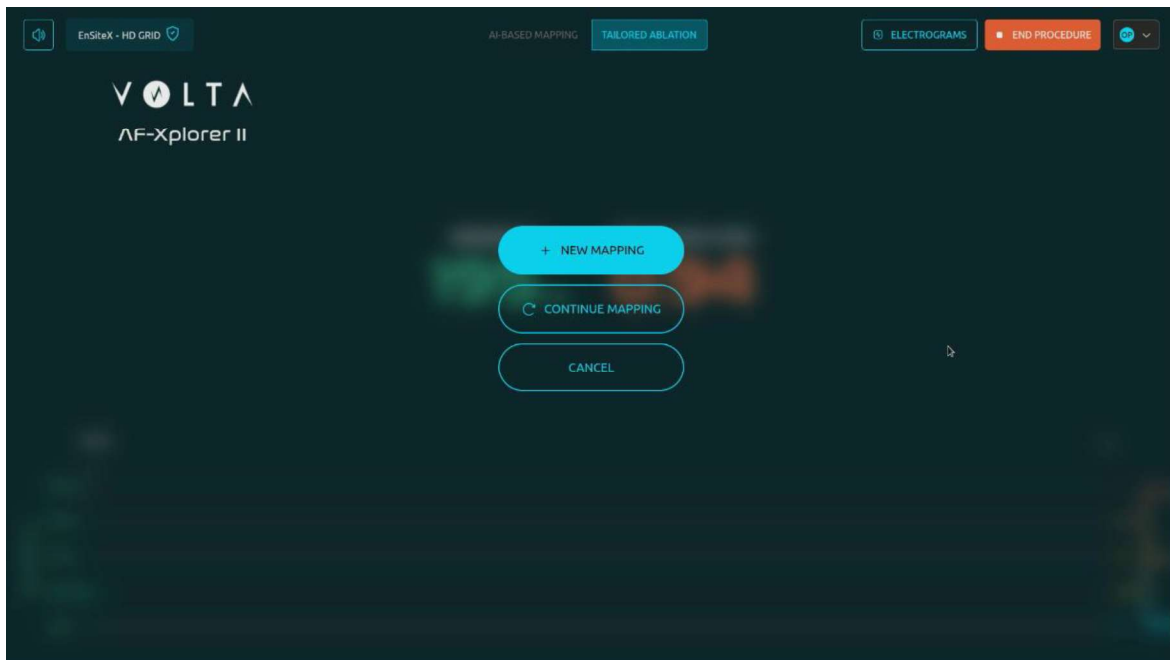 EnSiteX - HD GRID
AI-BASED MAPPING
TAILORED ABLATION
ELECTROGRAMS
END PROCEDURE
OP
VOLTA
AF-Xplorer II
+ NEW MAPPING
CONTINUE MAPPING
CANCEL